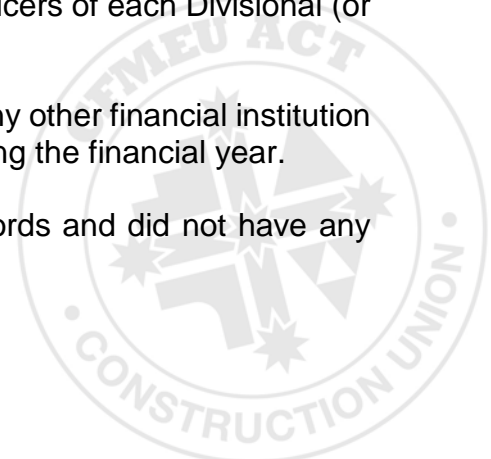 icers of each Divisional (or
ny other financial institution
ng the financial year.
ords and did not have any
CFMEU ACT
• CONSTRUCTION UNION •